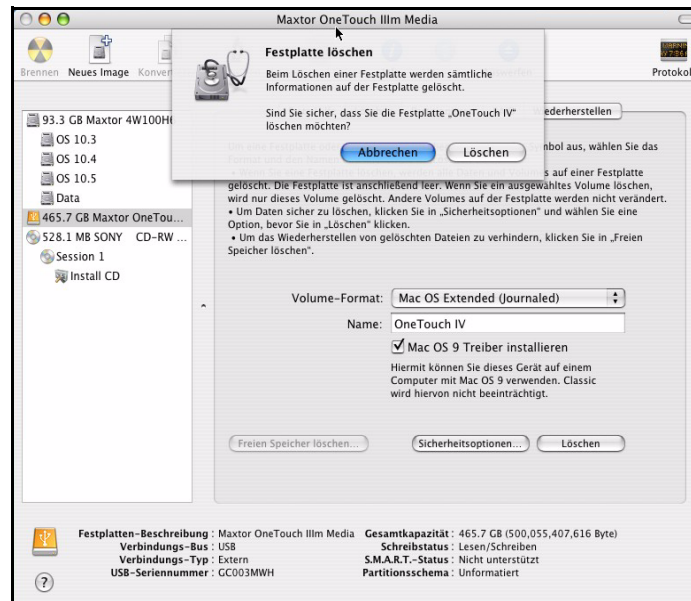 Maxtor OneTouch IIIm Media
Brennen Neues Image Konver
Protokol
Festplatte löschen
Beim Löschen einer Festplatte werden sämtliche
Informationen auf der Festplatte gelöscht.
Sind Sie sicher, dass Sie die Festplatte „OneTouch IV"
löschen möchten?
Abbrechen Löschen
ederherstellen
93.3 GB Maxtor 4W100H
OS 10.3
OS 10.4
OS 10.5
Data
465.7 GB Maxtor OneTou...
528.1 MB SONY CD-RW ...
Session 1
Install CD
mbol aus, wählen Sie das
s auf einer Festplatte
gelöscht. Die Festplatte ist anschließend leer. Wenn Sie ein ausgewähltes Volume löschen,
wird nur dieses Volume gelöscht. Andere Volumes auf der Festplatte werden nicht verändert.
• Um Daten sicher zu löschen, klicken Sie in „Sicherheitsoptionen" und wählen Sie eine
Option, bevor Sie in „Löschen" klicken.
• Um das Wiederherstellen von gelöschten Dateien zu verhindern, klicken Sie in „Freien
Speicher löschen".
Volume-Format: Mac OS Extended (Journaled)
Name: OneTouch IV
Mac OS 9 Treiber installieren
Hiermit können Sie dieses Gerät auf einem
Computer mit Mac OS 9 verwenden. Classic
wird hiervon nicht beeinträchtigt.
Freien Speicher löschen... Sicherheitsoptionen... Löschen
Festplatten-Beschreibung : Maxtor OneTouch IIIm Media
Verbindungs-Bus : USB
Verbindungs-Typ : Extern
USB-Seriennummer : GC003MWH
Gesamtkapazität : 465.7 GB (500,055,407,616 Byte)
Schreibstatus : Lesen/Schreiben
S.M.A.R.T.-Status : Nicht unterstützt
Partitionsschema : Unformatiert
?